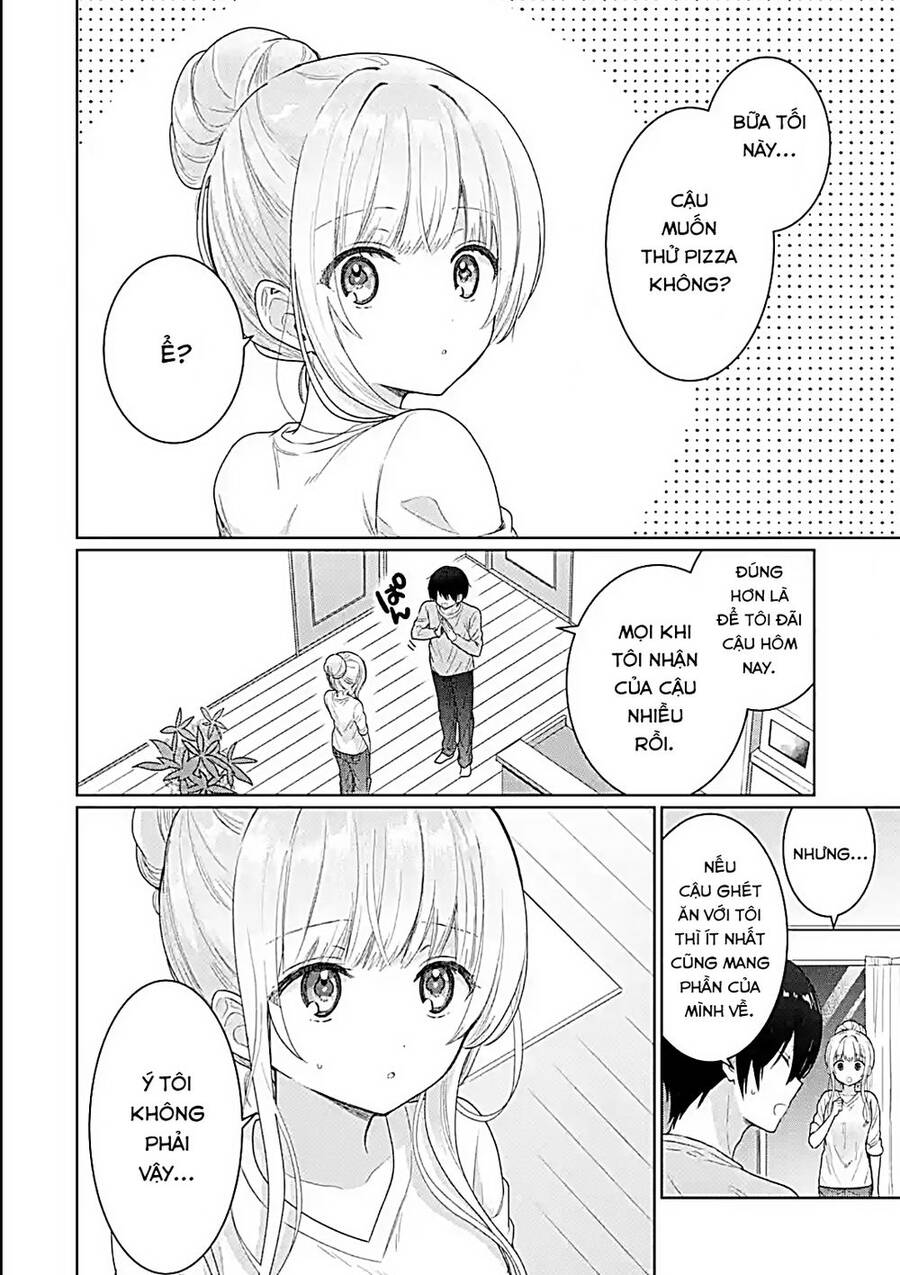 BỮA TỐI
NÀY...
CẬU
MUỐN
THỬ PIZZA
KHÔNG?
Ể?
ĐÚNG
HƠN LÀ
ĐỂ TÔI ĐÃI
CẬU HÔM
NAY.
MỌI KHI
TÔI NHẬN
CỦA CẬU
NHIỀU
RỒI.
ぱん
NHƯNG...
NẾU
CẬU GHÉT
ĂN VỚI TÔI
THÌ ÍT NHẤT
CŨNG MANG
PHẦN CỦA
MÌNH VỀ.
Ý TÔI
KHÔNG
PHẢI
VẬY...